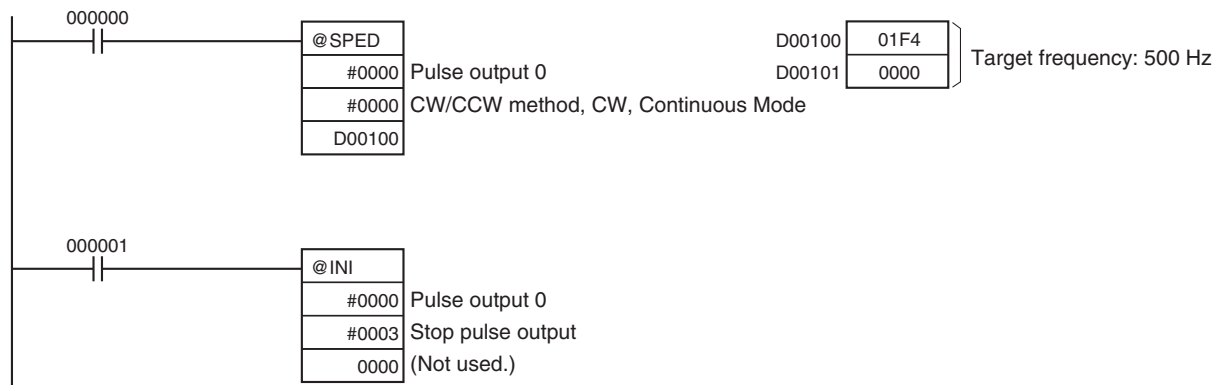 000000
@SPED
#0000 Pulse output 0
#0000 CW/CCW method, CW, Continuous Mode
D00100
D00100 01F4
D00101 0000
Target frequency: 500 Hz
000001
@INI
#0000 Pulse output 0
#0003 Stop pulse output
0000 (Not used.)